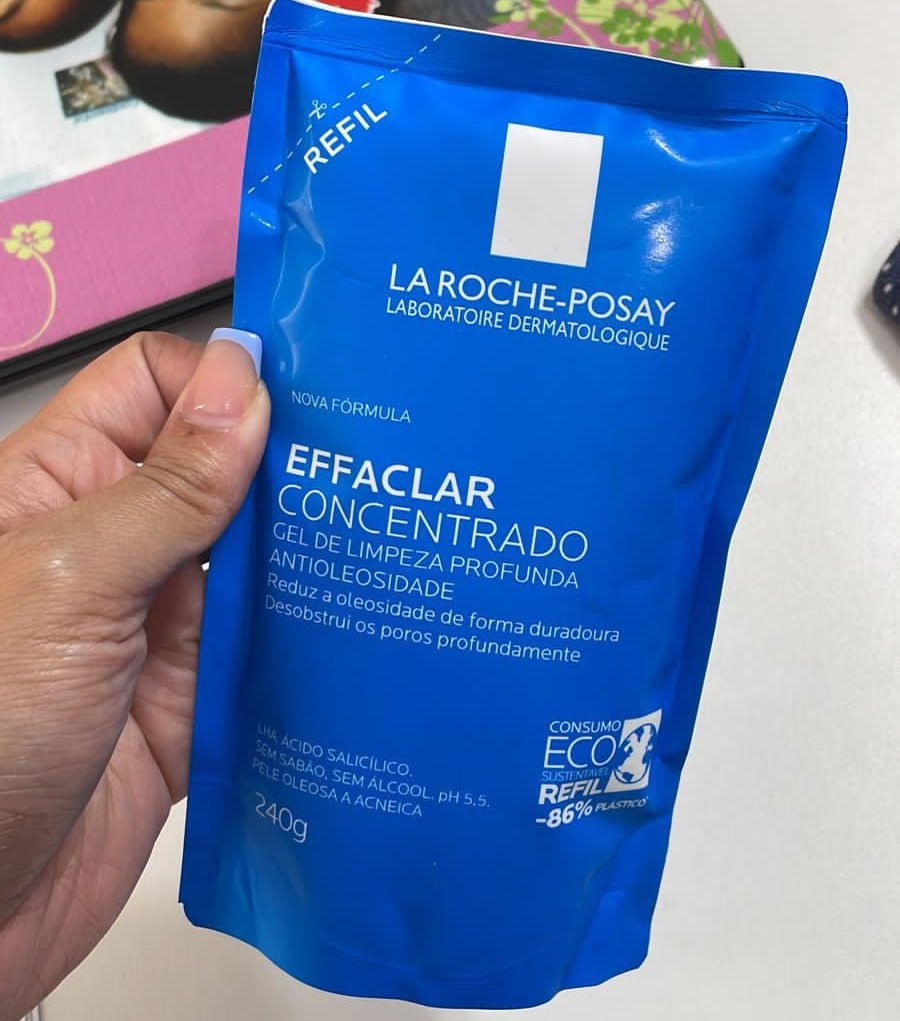 REFIL
LA ROCHE-POSAY
LABORATOIRE DERMATOLOGIQUE
NOVA FÓRMULA
EFFACLAR
CONCENTRADO
GEL DE LIMPEZA PROFUNDA
ANTIOLEOSIDADE
Reduz a oleosidade de forma duradoura
Desobstrui os poros profundamente
LHA, ÁCIDO SALICÍLICO.
SEM SABÃO, SEM ÁLCOOL. pH 5.5.
PELE OLEOSA A ACNEICA
240g
CONSUMO
ECO
SUSTENTÁVEL
REFIL
-86% PLÁSTICO*